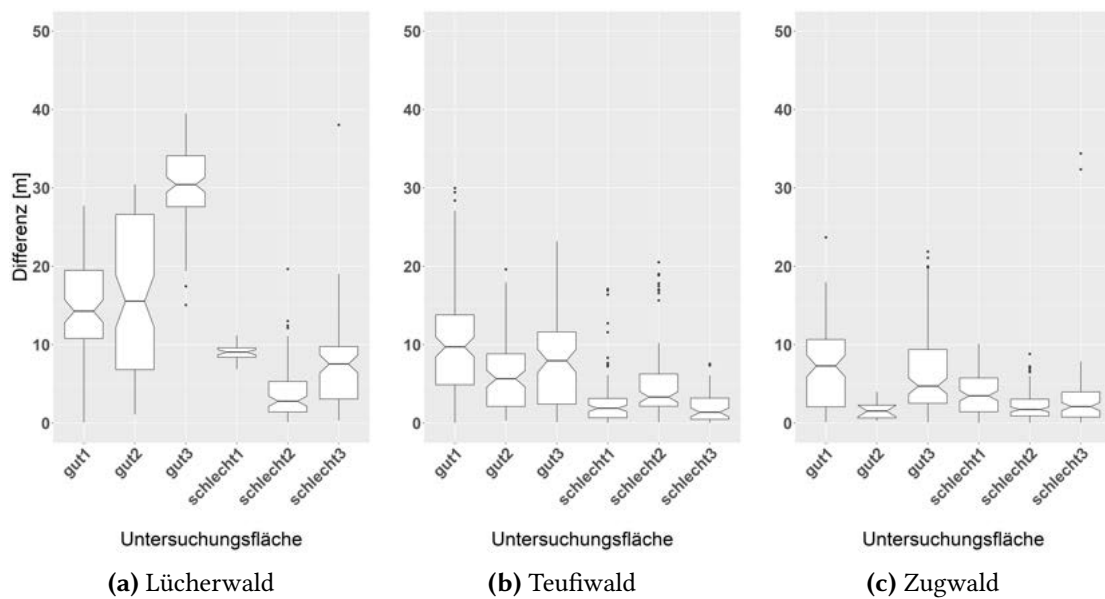 Differenz [m]
50
40
30
20
10
0
gut1
gut2
gut3
schlecht1
schlecht2
schlecht3
Untersuchungsfläche
(a) Lücherwald
50
40
30
20
10
0
gut1
gut2
gut3
schlecht1
schlecht2
schlecht3
Untersuchungsfläche
(b) Teufiwald
50
40
30
20
10
0
gut1
gut2
gut3
schlecht1
schlecht2
schlecht3
Untersuchungsfläche
(c) Zugwald